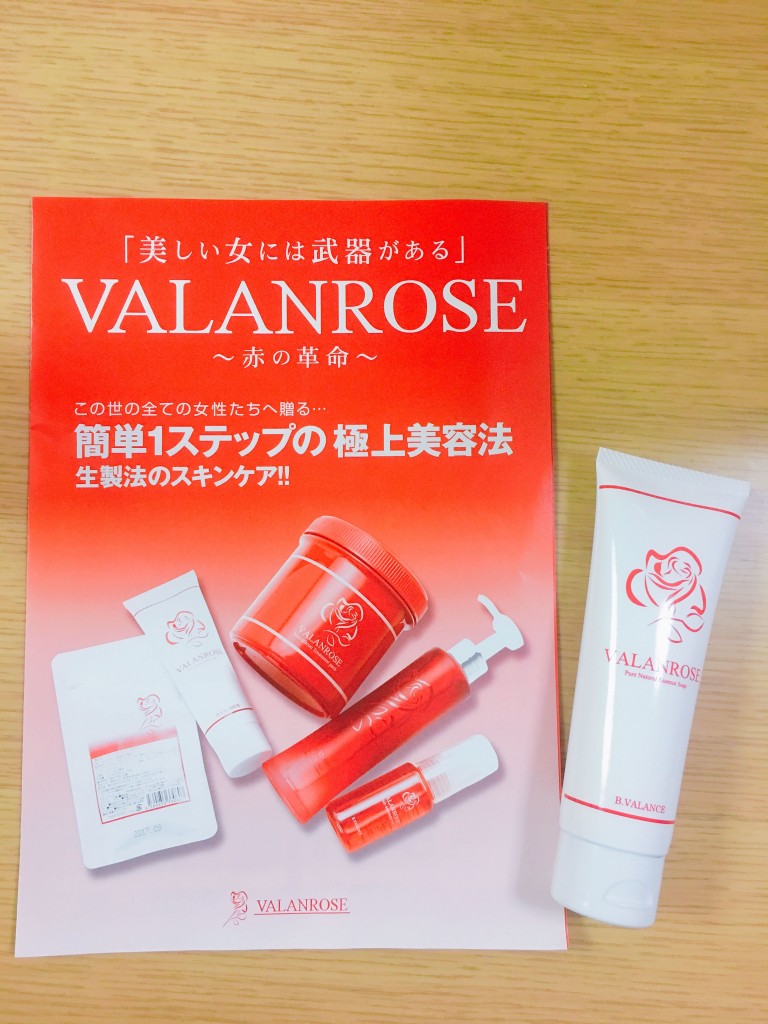 「美しい女には武器がある」
VALANROSE
～赤の革命～
この世の全ての女性たちへ贈る…
簡単1ステップの 極上美容法
生製法のスキンケア!!
VALANROSE
VALANROSE
VALANROSE
2017. 09
VALANROSE
VALANROSE
Pure Natural Essence Soap
B.VALANCE